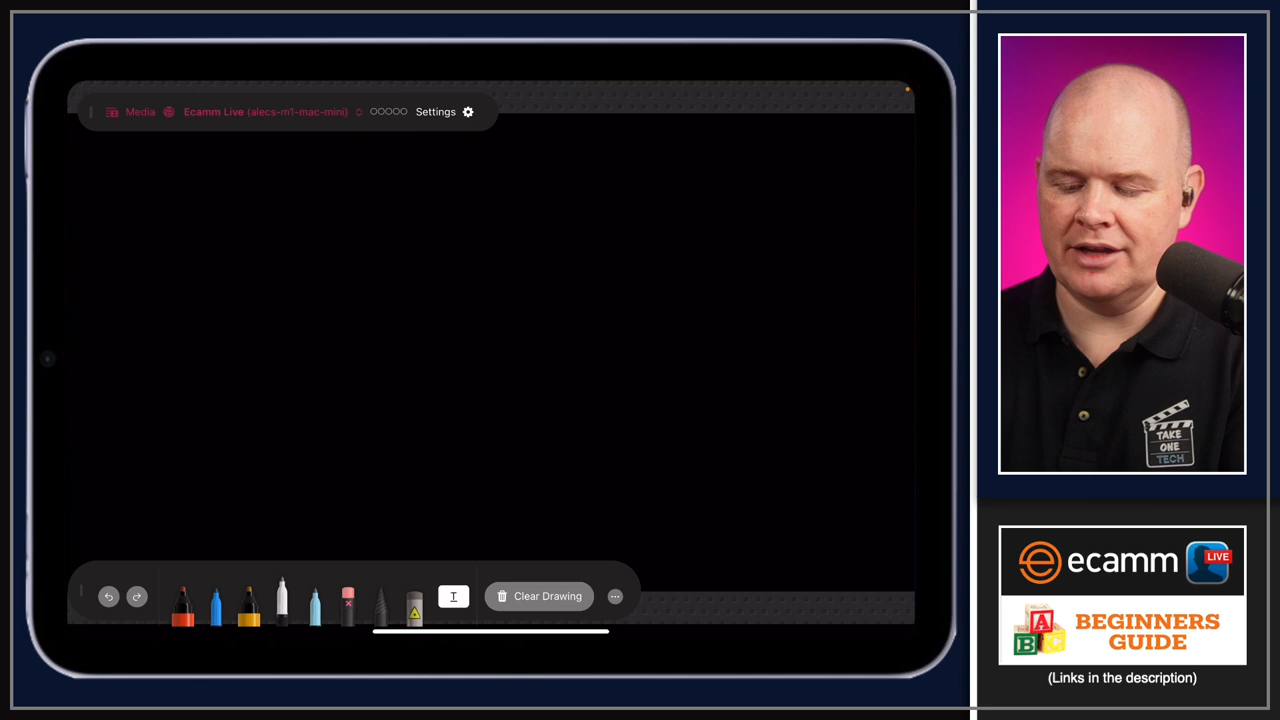 Media Ecamm Live (alecs-m1-mac-mini) Settings
Clear Drawing
TAKE
ONE
TECH
ecamm LIVE
A
B C
BEGINNERS
GUIDE
(Links in the description)